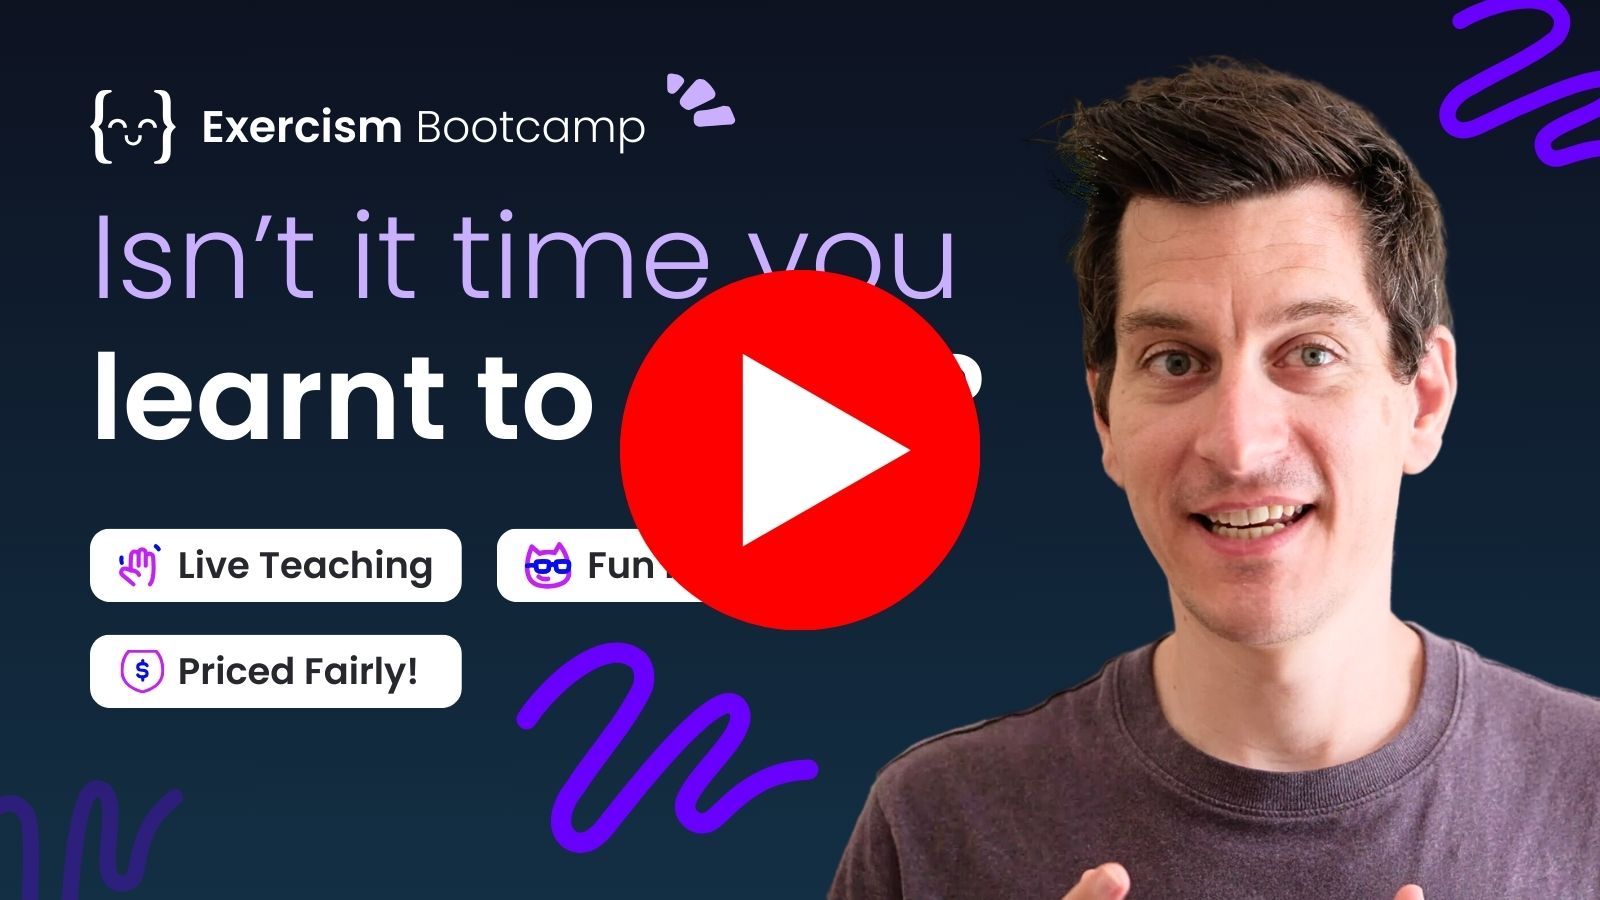 Exercism Bootcamp
Isn't it time you
learnt to ?
Live Teaching
Fun
Priced Fairly!